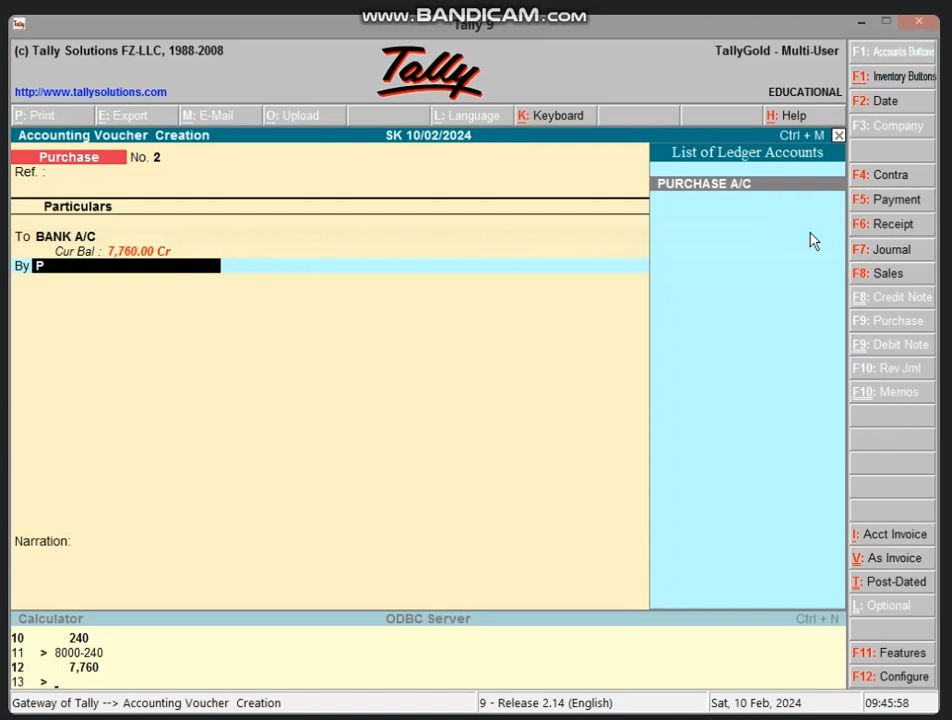 www.BANDICAM.com
Tally 9
(c) Tally Solutions FZ-LLC, 1988-2008
http://www.tallysolutions.com
Tally
TallyGold - Multi-User
EDUCATIONAL
P: Print
E: Export
M: E-Mail
O: Upload
L: Language
K: Keyboard
H: Help
Accounting Voucher Creation
SK 10/02/2024
Ctrl + M
Purchase No. 2
Ref. :
Particulars
To BANK A/C
Cur Bal : 7,760.00 Cr
By P
Narration:
List of Ledger Accounts
PURCHASE A/C
F1: Accounts Buttons
F1: Inventory Buttons
F2: Date
F3: Company
F4: Contra
F5: Payment
F6: Receipt
F7: Journal
F8: Sales
F8: Credit Note
F9: Purchase
F9: Debit Note
F10: Rev Jrnl
F10: Memos
I: Acct Invoice
V: As Invoice
T: Post-Dated
L: Optional
F11: Features
F12: Configure
Calculator
ODBC Server
Ctrl + N
10 240
11 > 8000-240
12 7,760
13 > _
Gateway of Tally --> Accounting Voucher Creation
9 - Release 2.14 (English)
Sat, 10 Feb, 2024
09:45:58